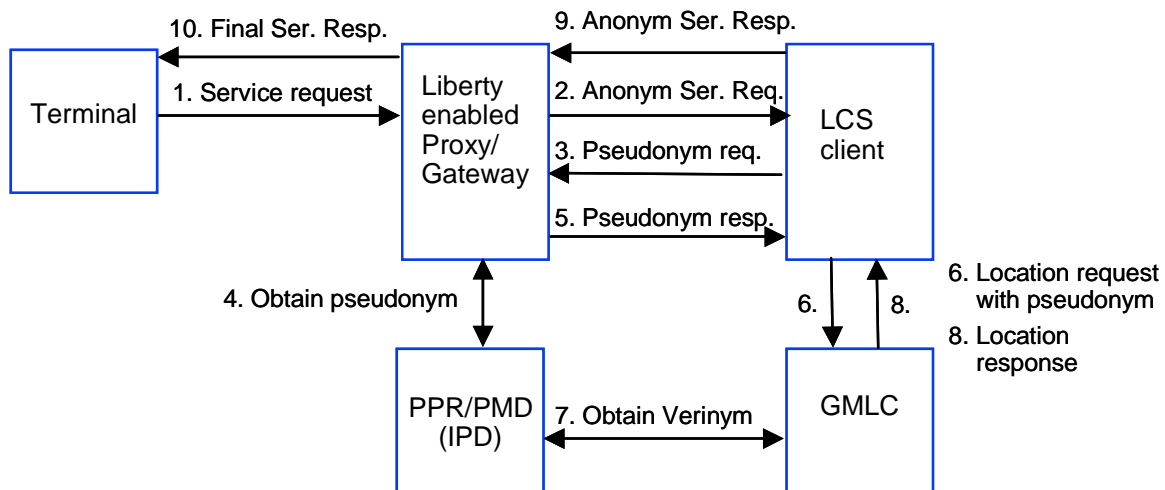 10. Final Ser. Resp.
9. Anonym Ser. Resp.
Terminal
1. Service request
Liberty
enabled
Proxy/
Gateway
2. Anonym Ser. Req.
LCS
client
3. Pseudonym req.
5. Pseudonym resp.
4. Obtain pseudonym
6.
8.
6. Location request
with pseudonym
8. Location
response
PPR/PMD
(IPD)
7. Obtain Verinym
GMLC